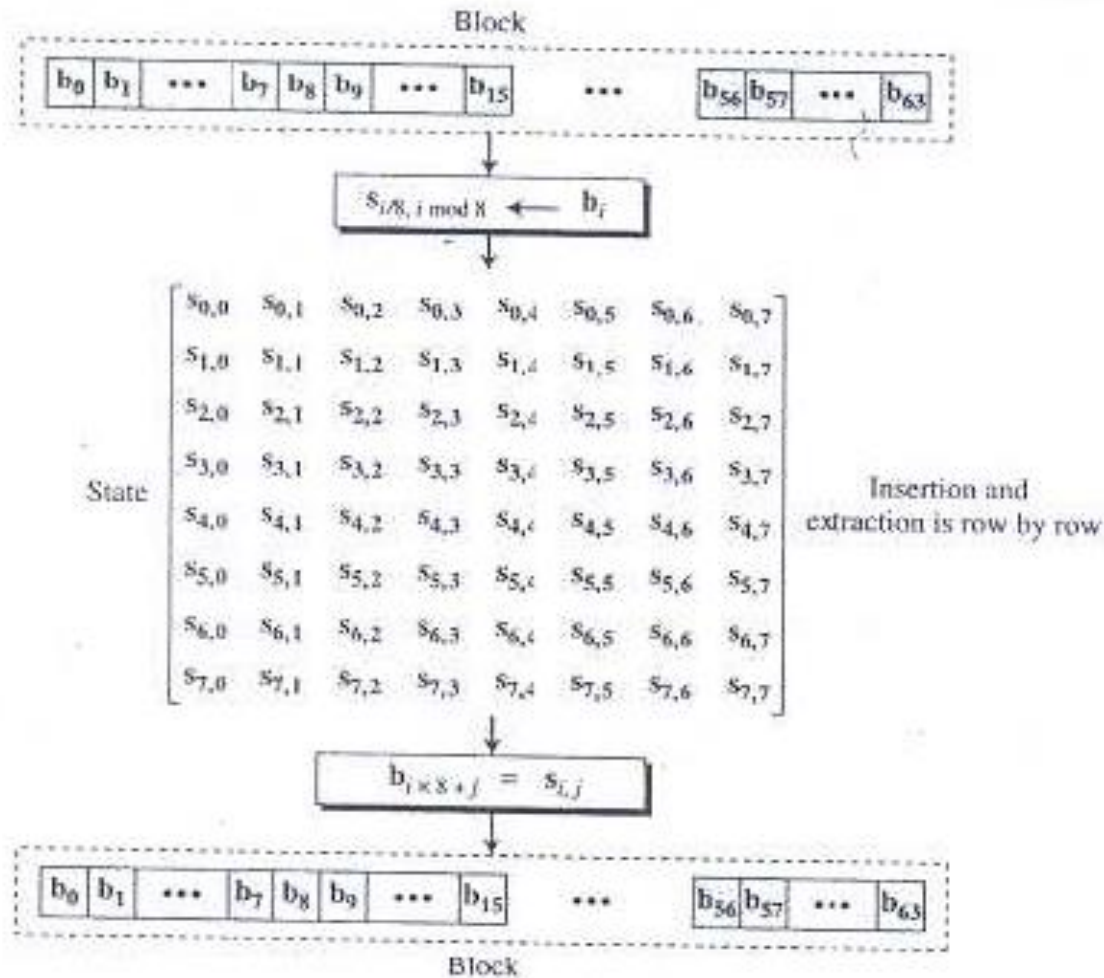 Block
b0 b1 ••• b7 b8 b9 ••• b15 ••• b56 b57 ••• b63
s i/8, i mod 8 ← bi
s0,0 s0,1 s0,2 s0,3 s0,4 s0,5 s0,6 s0,7
s1,0 s1,1 s1,2 s1,3 s1,4 s1,5 s1,6 s1,7
s2,0 s2,1 s2,2 s2,3 s2,4 s2,5 s2,6 s2,7
s3,0 s3,1 s3,2 s3,3 s3,4 s3,5 s3,6 s3,7
State
Insertion and
extraction is row by row
s4,0 s4,1 s4,2 s4,3 s4,4 s4,5 s4,6 s4,7
s5,0 s5,1 s5,2 s5,3 s5,4 s5,5 s5,6 s5,7
s6,0 s6,1 s6,2 s6,3 s6,4 s6,5 s6,6 s6,7
s7,0 s7,1 s7,2 s7,3 s7,4 s7,5 s7,6 s7,7
b i × 8 + j = s i, j
b0 b1 ••• b7 b8 b9 ••• b15 ••• b56 b57 ••• b63
Block